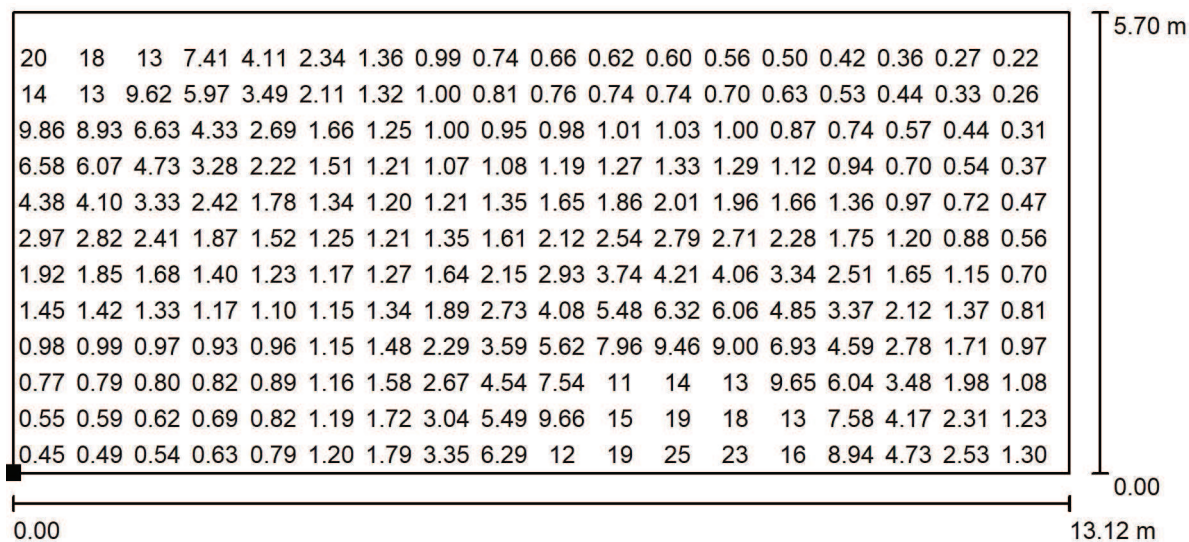 5.70 m
20 18 13 7.41 4.11 2.34 1.36 0.99 0.74 0.66 0.62 0.60 0.56 0.50 0.42 0.36 0.27 0.22
14 13 9.62 5.97 3.49 2.11 1.32 1.00 0.81 0.76 0.74 0.74 0.70 0.63 0.53 0.44 0.33 0.26
9.86 8.93 6.63 4.33 2.69 1.66 1.25 1.00 0.95 0.98 1.01 1.03 1.00 0.87 0.74 0.57 0.44 0.31
6.58 6.07 4.73 3.28 2.22 1.51 1.21 1.07 1.08 1.19 1.27 1.33 1.29 1.12 0.94 0.70 0.54 0.37
4.38 4.10 3.33 2.42 1.78 1.34 1.20 1.21 1.35 1.65 1.86 2.01 1.96 1.66 1.36 0.97 0.72 0.47
2.97 2.82 2.41 1.87 1.52 1.25 1.21 1.35 1.61 2.12 2.54 2.79 2.71 2.28 1.75 1.20 0.88 0.56
1.92 1.85 1.68 1.40 1.23 1.17 1.27 1.64 2.15 2.93 3.74 4.21 4.06 3.34 2.51 1.65 1.15 0.70
1.45 1.42 1.33 1.17 1.10 1.15 1.34 1.89 2.73 4.08 5.48 6.32 6.06 4.85 3.37 2.12 1.37 0.81
0.98 0.99 0.97 0.93 0.96 1.15 1.48 2.29 3.59 5.62 7.96 9.46 9.00 6.93 4.59 2.78 1.71 0.97
0.77 0.79 0.80 0.82 0.89 1.16 1.58 2.67 4.54 7.54 11 14 13 9.65 6.04 3.48 1.98 1.08
0.55 0.59 0.62 0.69 0.82 1.19 1.72 3.04 5.49 9.66 15 19 18 13 7.58 4.17 2.31 1.23
0.45 0.49 0.54 0.63 0.79 1.20 1.79 3.35 6.29 12 19 25 23 16 8.94 4.73 2.53 1.30
0.00
0.00 13.12 m